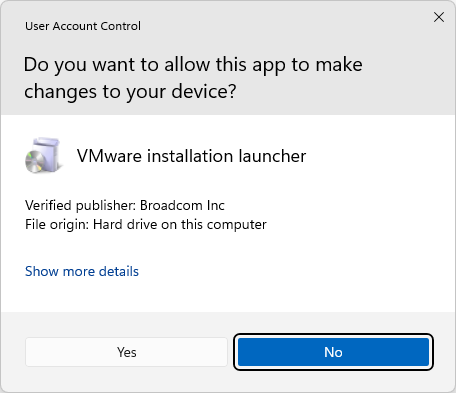 User Account Control
Do you want to allow this app to make
changes to your device?
VMware installation launcher
Verified publisher: Broadcom Inc
File origin: Hard drive on this computer
Show more details
Yes
No